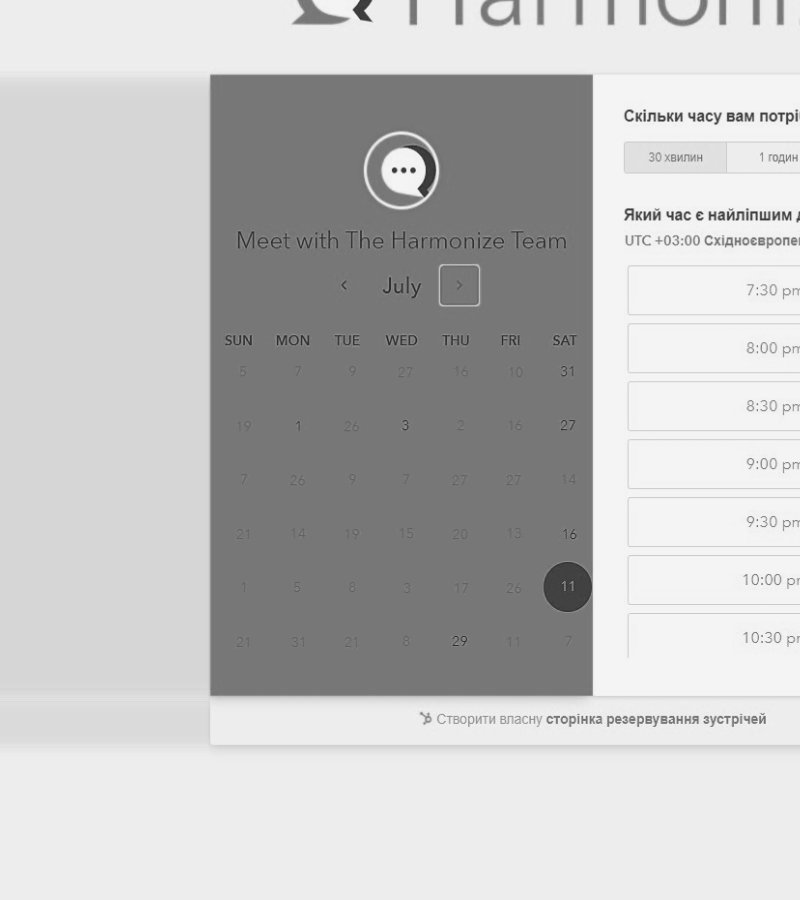 Harmoni
Meet with The Harmonize Team
July
SUN MON TUE WED THU FRI SAT
5 7 9 27 16 10 31
19 1 26 3 2 16 27
7 26 9 7 27 27 14
21 14 19 15 20 13 16
1 5 8 3 17 26 11
21 31 21 8 29 11 7
Скільки часу вам потрі
30 хвилин 1 годин
Який час є найліпшим
UTC +03:00 Східноєвропе
7:30 pm
8:00 pm
8:30 pm
9:00 pm
9:30 pm
10:00 pm
10:30 pm
Створити власну сторінка резервування зустрічей